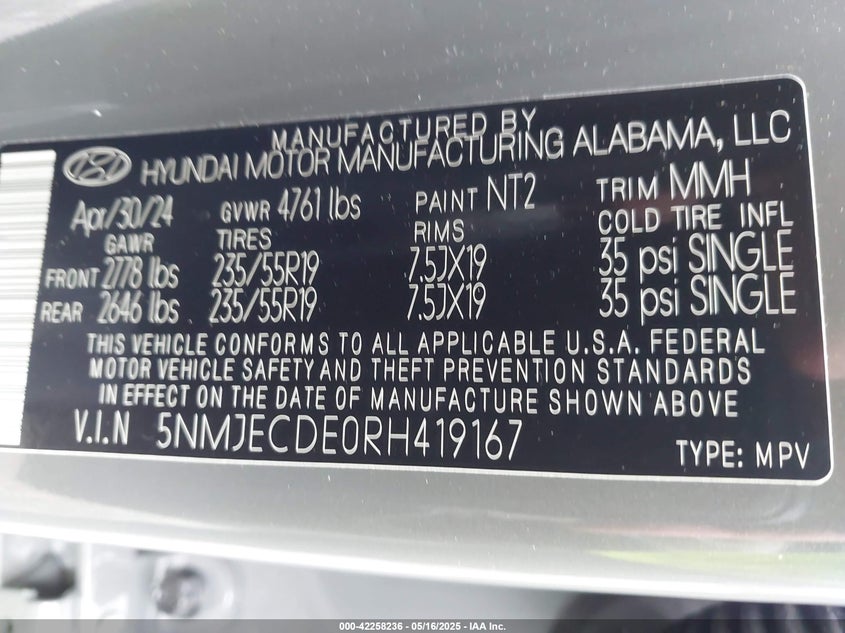 MANUFACTURED BY
HYUNDAI MOTOR MANUFACTURING ALABAMA, LLC
Apr/30/24 GVWR 4761 lbs PAINT NT2 TRIM MMH
GAWR TIRES RIMS COLD TIRE INFL
FRONT 2778 lbs 235/55R19 7.5JX19 35 psi SINGLE
REAR 2646 lbs 235/55R19 7.5JX19 35 psi SINGLE
THIS VEHICLE CONFORMS TO ALL APPLICABLE U.S.A. FEDERAL
MOTOR VEHICLE SAFETY AND THEFT PREVENTION STANDARDS
IN EFFECT ON THE DATE OF MANUFACTURE SHOWN ABOVE
V.I.N 5NMJECDE0RH419167 TYPE: MPV
000-42258236 - 05/16/2025 - IAA Inc.